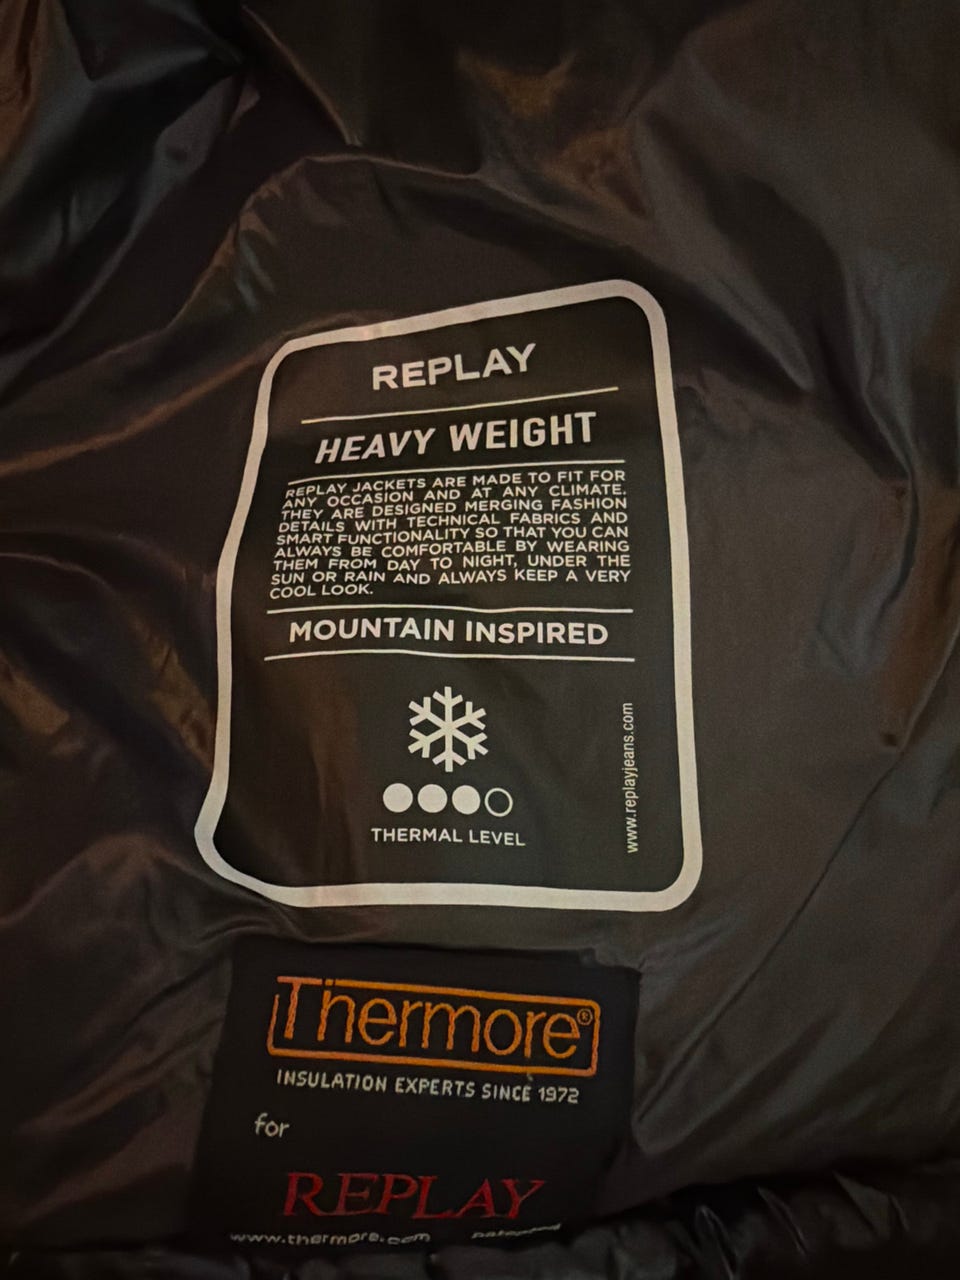 REPLAY
HEAVY WEIGHT
REPLAY JACKETS ARE MADE TO FIT FOR
ANY OCCASION AND AT ANY CLIMATE.
THEY ARE DESIGNED MERGING FASHION
DETAILS WITH TECHNICAL FABRICS AND
SMART FUNCTIONALITY SO THAT YOU CAN
ALWAYS BE COMFORTABLE BY WEARING
THEM FROM DAY TO NIGHT, UNDER THE
SUN OR RAIN AND ALWAYS KEEP A VERY
COOL LOOK.
MOUNTAIN INSPIRED
THERMAL LEVEL
www.replayjeans.com
Thermore®
INSULATION EXPERTS SINCE 1972
for
REPLAY
www.thermore.com patented